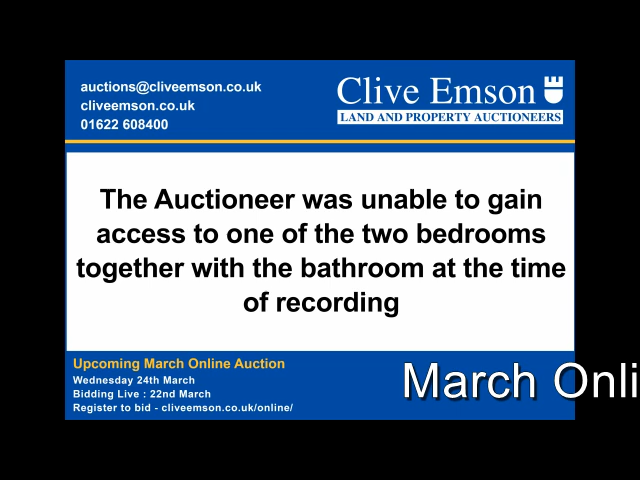 auctions@cliveemson.co.uk
cliveemson.co.uk
01622 608400
Clive Emson
LAND AND PROPERTY AUCTIONEERS
The Auctioneer was unable to gain
access to one of the two bedrooms
together with the bathroom at the time
of recording
Upcoming March Online Auction
Wednesday 24th March
Bidding Live : 22nd March
Register to bid - cliveemson.co.uk/online/
March Onli